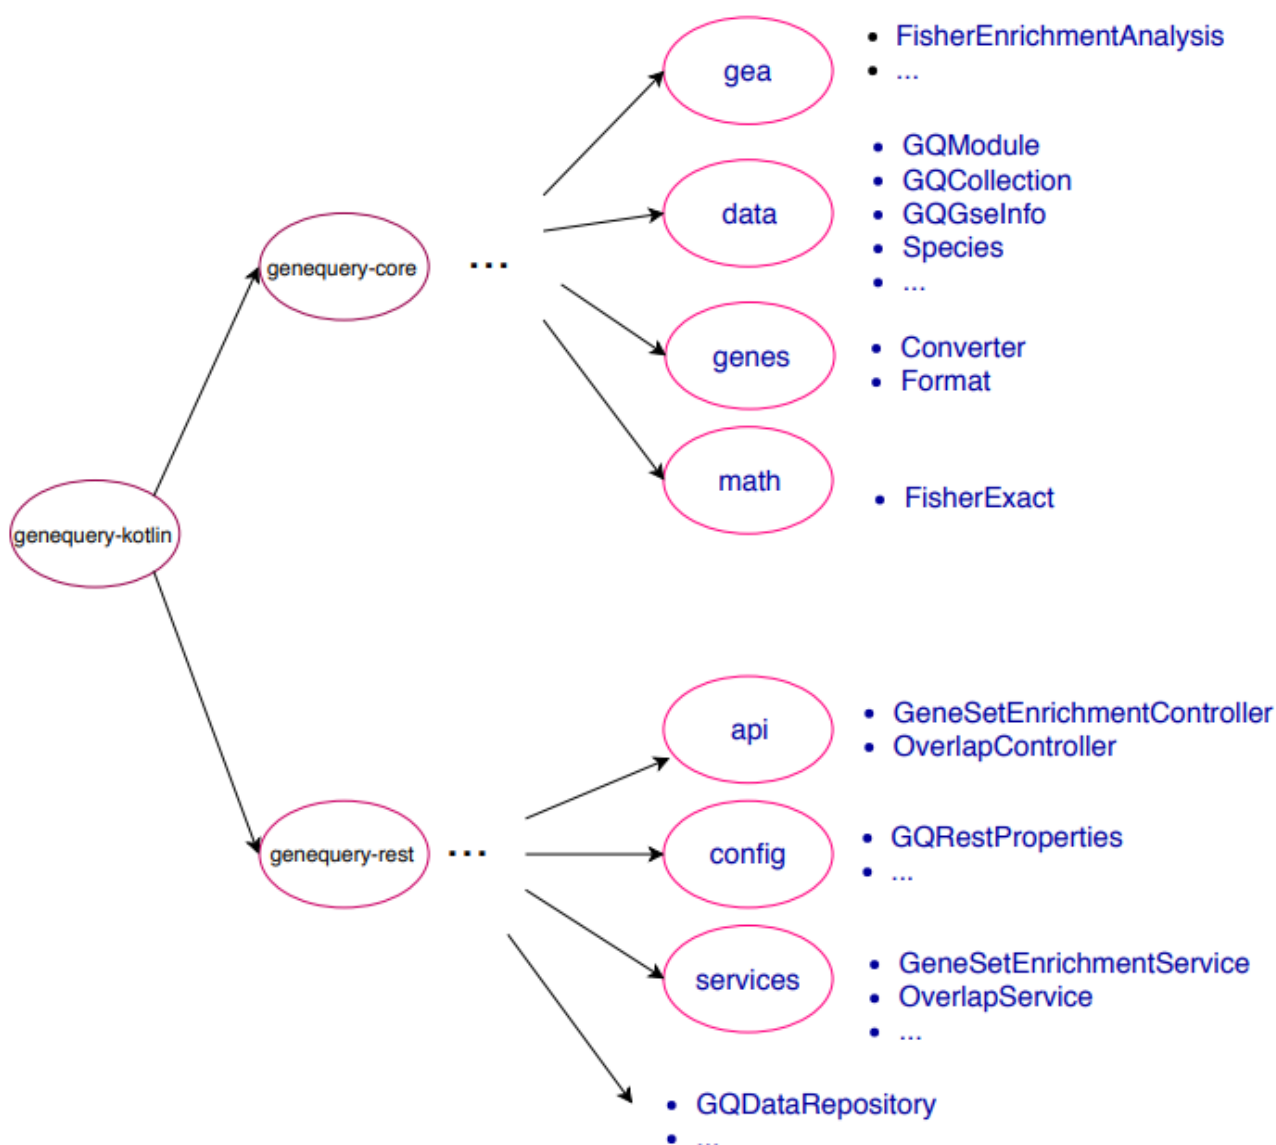 gea
• FisherEnrichmentAnalysis
• ...
data
• GQModule
• GQCollection
• GQGseInfo
• Species
• ...
genequery-core
...
genes
• Converter
• Format
math
• FisherExact
genequery-kotlin
api
• GeneSetEnrichmentController
• OverlapController
genequery-rest
...
config
• GQRestProperties
• ...
services
• GeneSetEnrichmentService
• OverlapService
• ...
• GQDataRepository
• ...